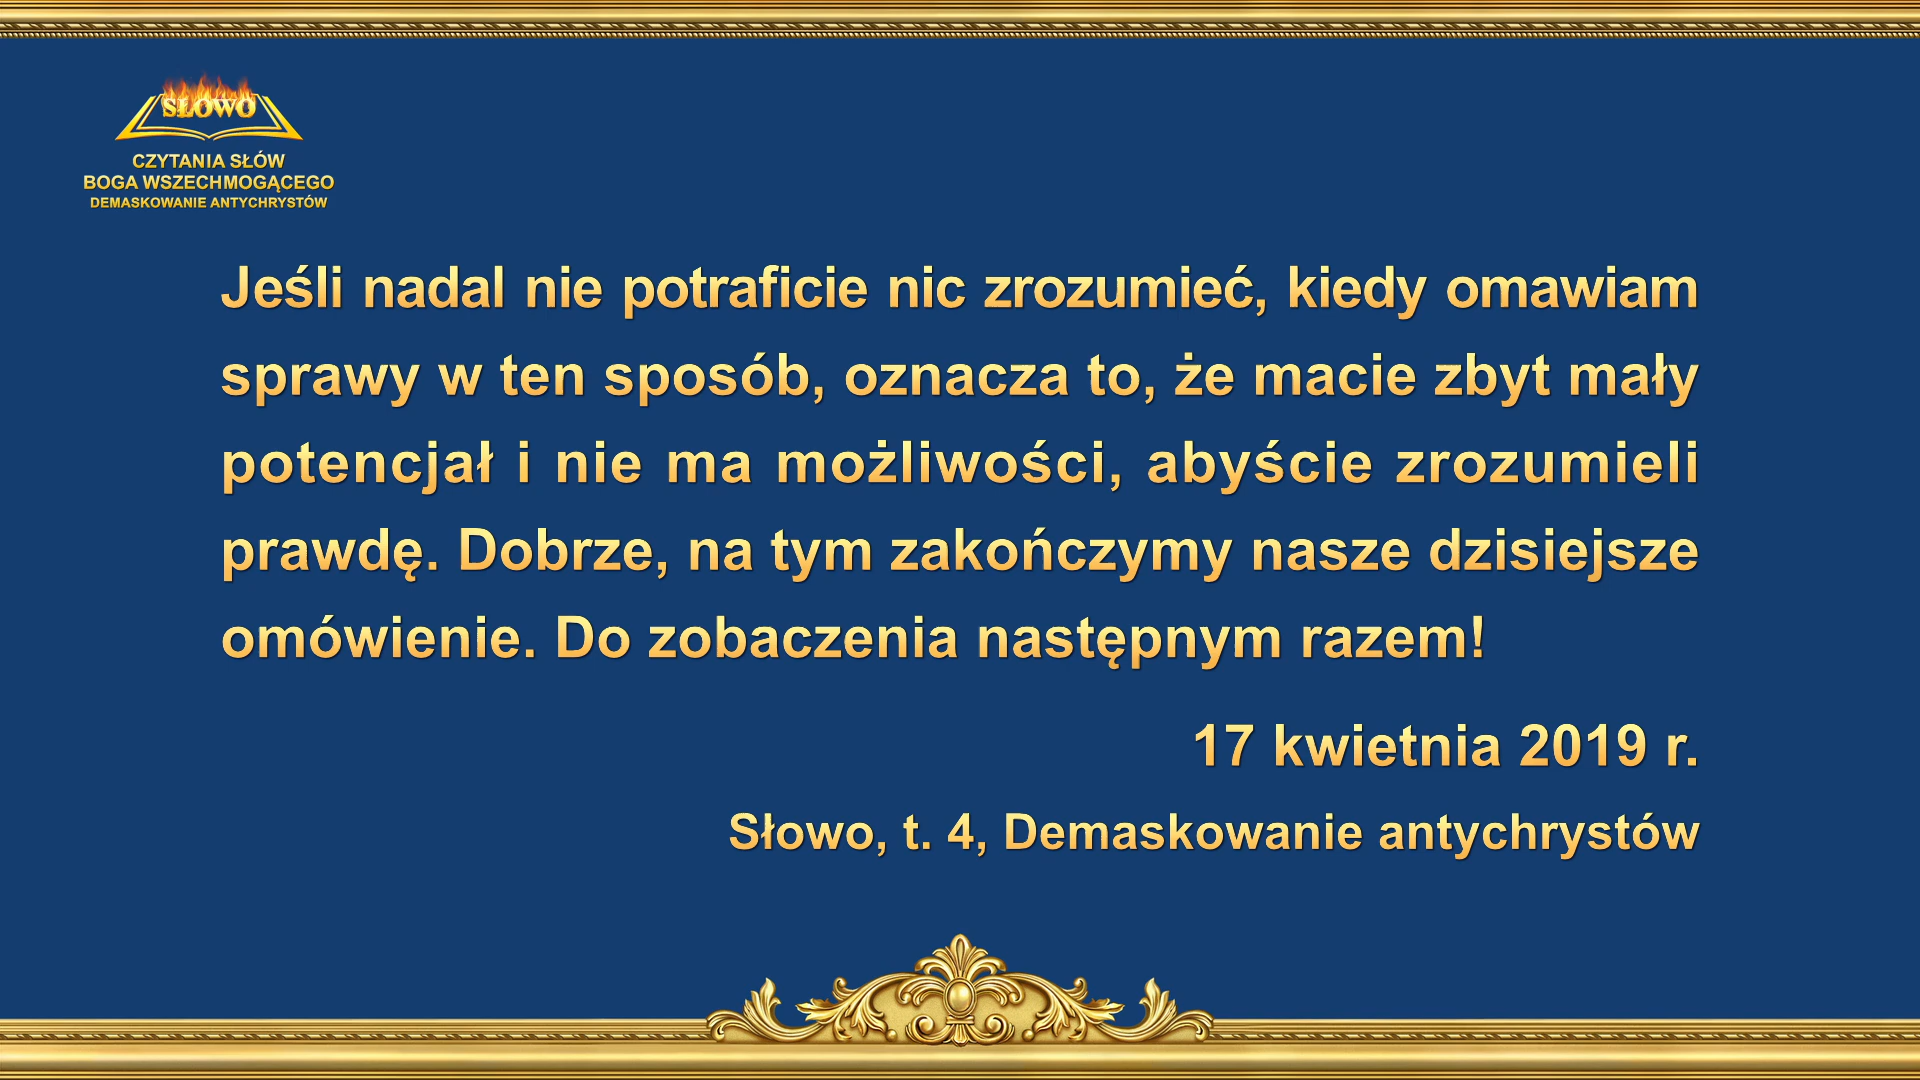 SŁOWO
CZYTANIA SŁÓW
BOGA WSZECHMOGĄCEGO
DEMASKOWANIE ANTYCHRYSTÓW
Jeśli nadal nie potraficie nic zrozumieć, kiedy omawiam
sprawy w ten sposób, oznacza to, że macie zbyt mały
potencjał i nie ma możliwości, abyście zrozumieli
prawdę. Dobrze, na tym zakończymy nasze dzisiejsze
omówienie. Do zobaczenia następnym razem!
17 kwietnia 2019 r.
Słowo, t. 4, Demaskowanie antychrystów